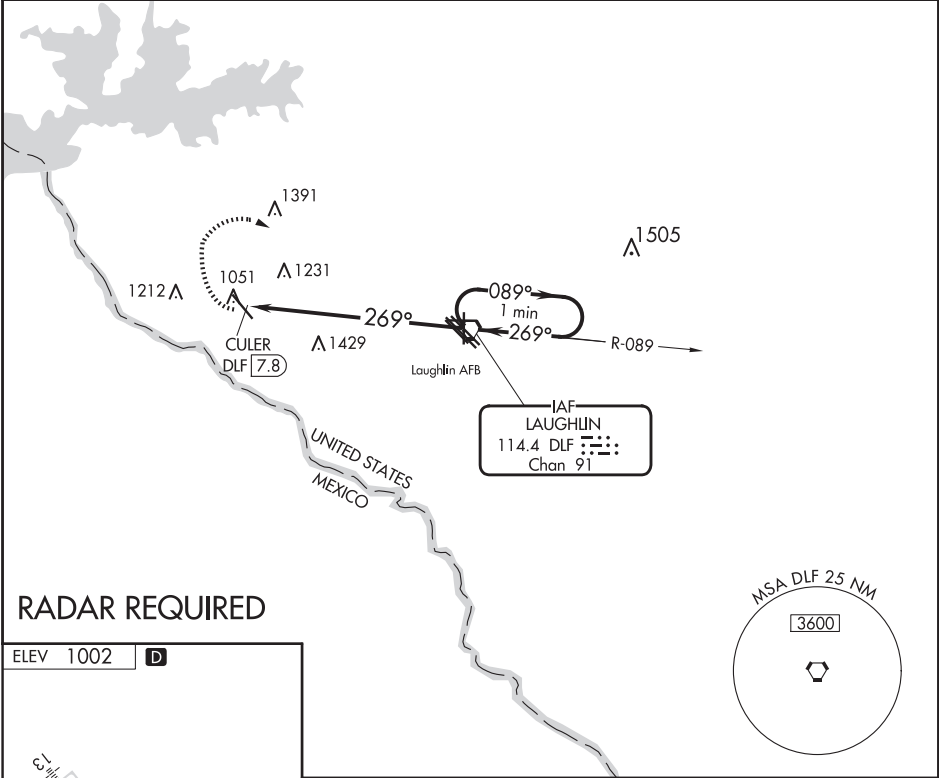 1391
1505
1231
1051
1212
089°
1 min
269°
269°
R-089
CULER
DLF 7.8
1429
Laughlin AFB
IAF
LAUGHLIN
114.4 DLF
Chan 91
UNITED STATES
MEXICO
MSA DLF 25 NM
3600
RADAR REQUIRED
ELEV 1002 D
13